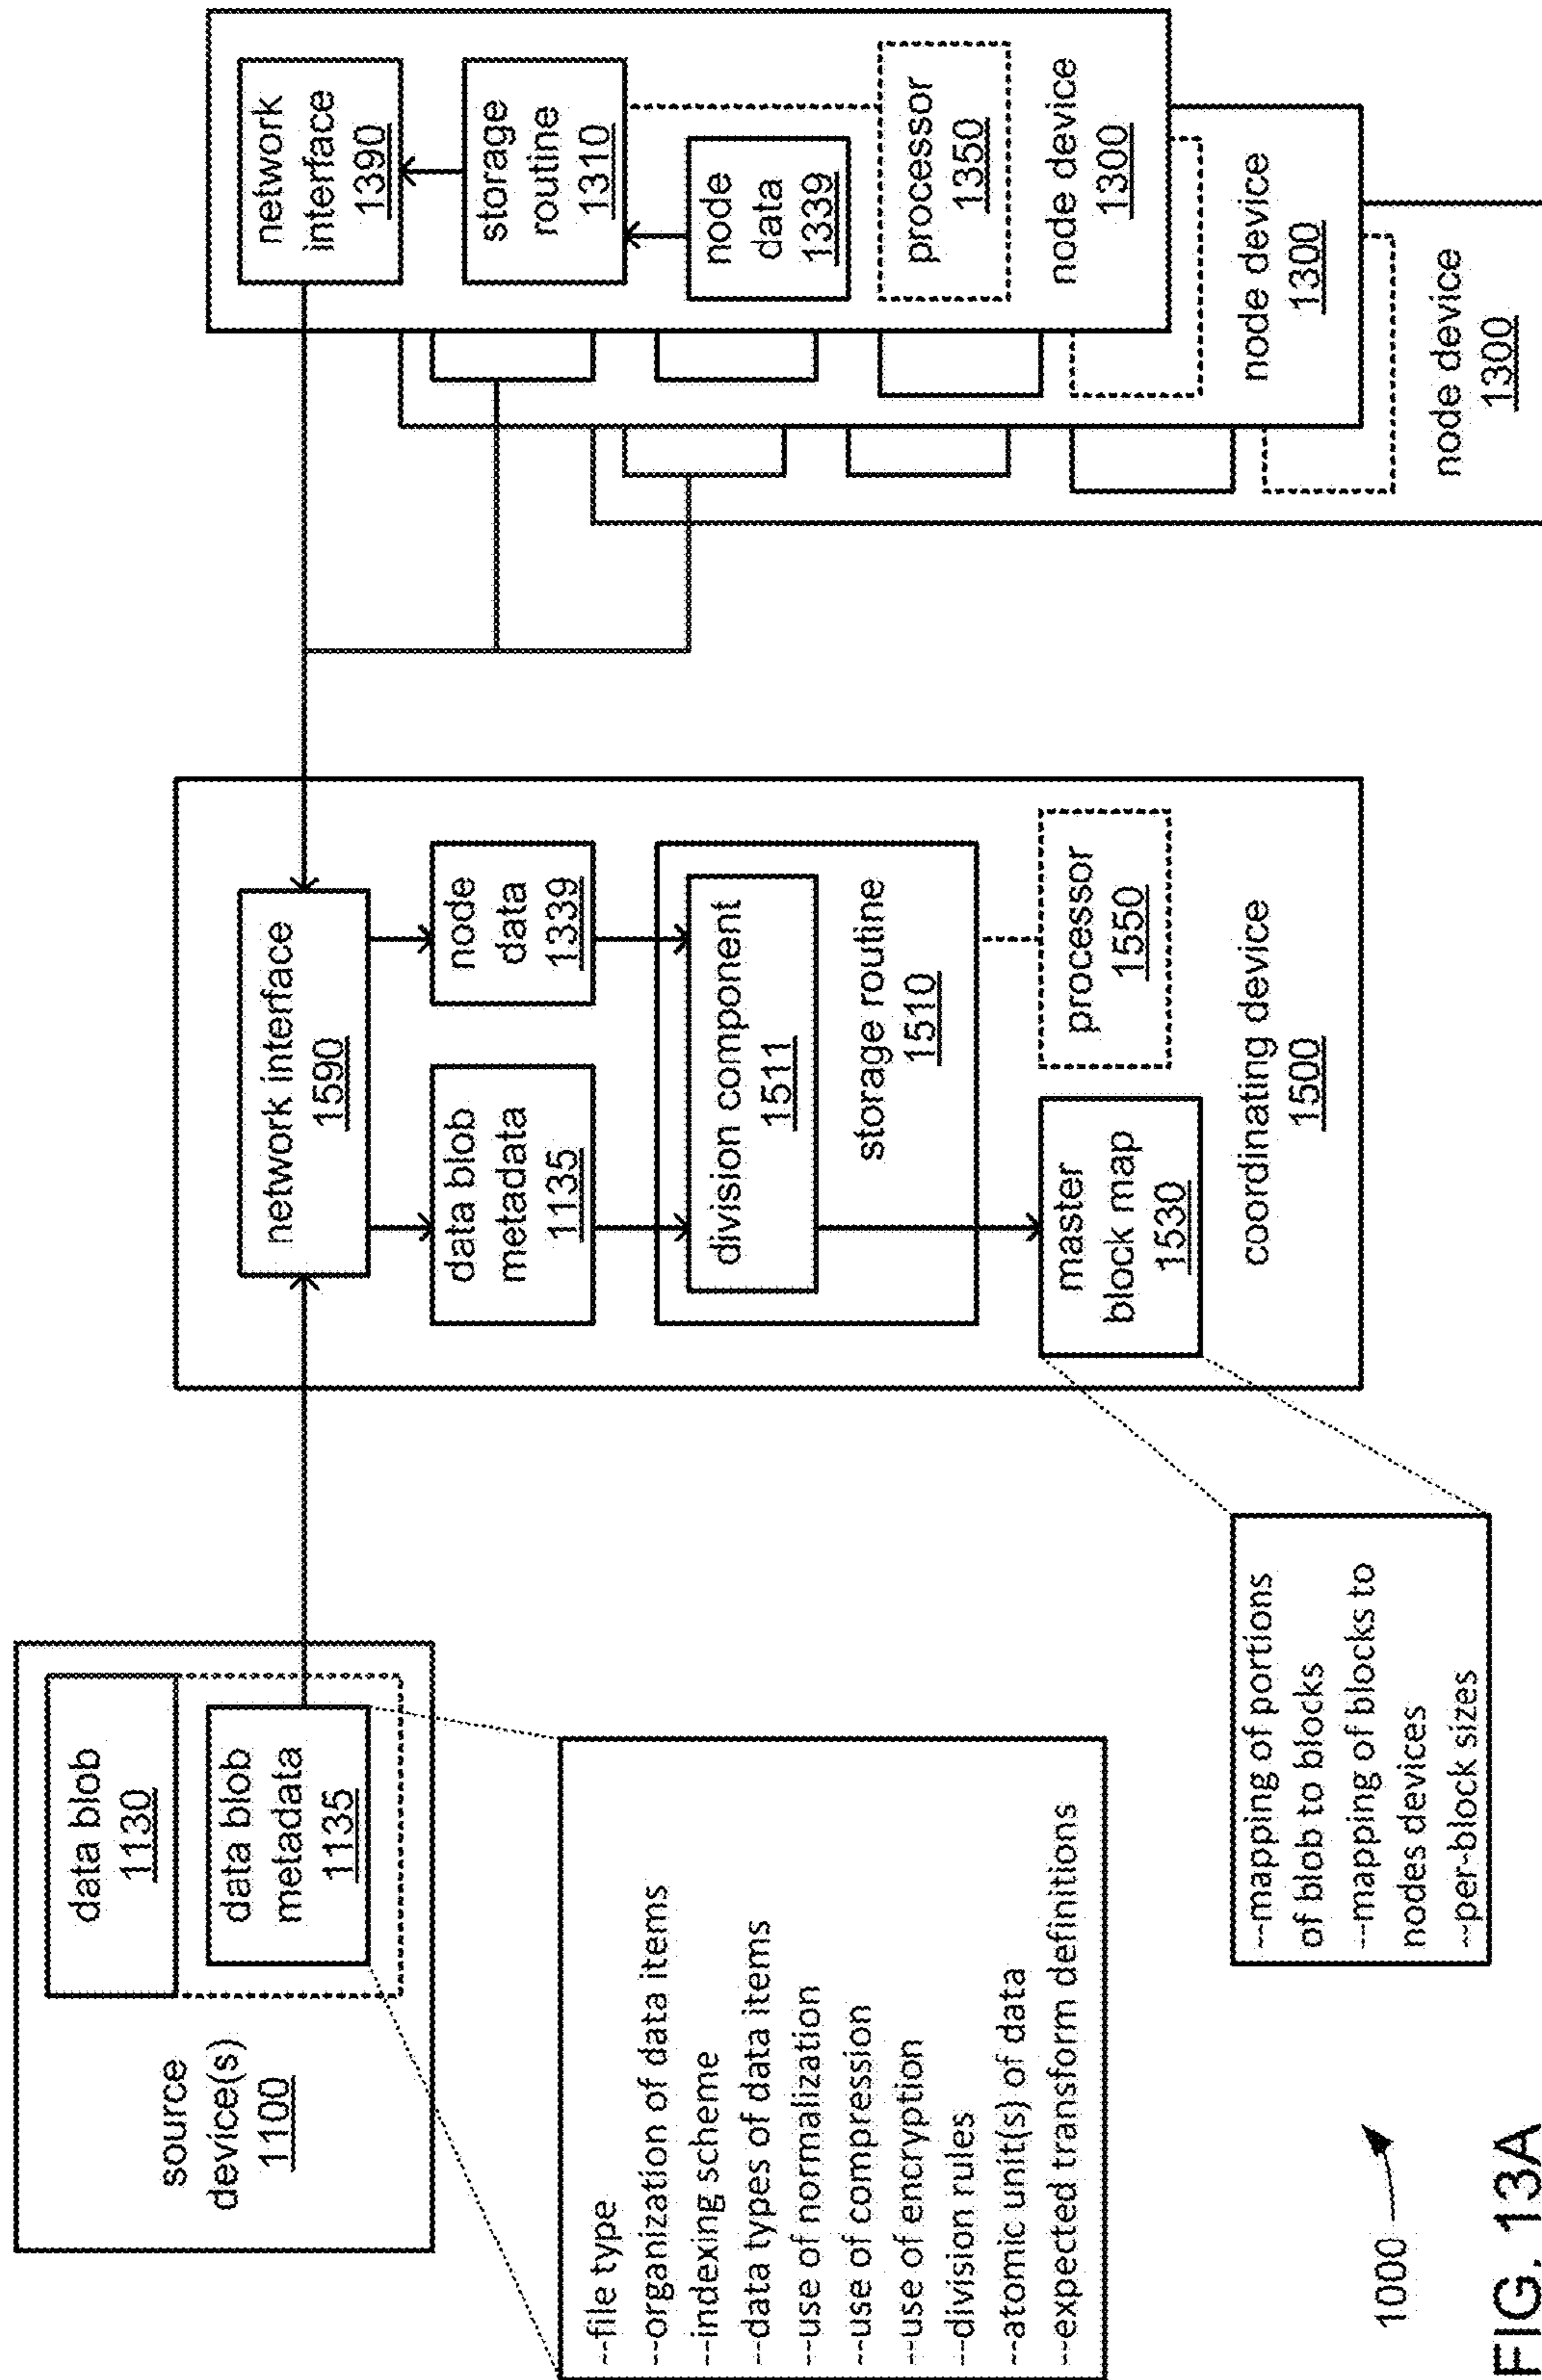 source
device(s)
1100
data blob
1130
data blob
metadata
1135
--file type
--organization of data items
--indexing scheme
--data types of data items
--use of normalization
--use of compression
--use of encryption
--division rules
--atomic unit(s) of data
--expected transform definitions
network interface
1590
data blob
metadata
1135
node
data
1339
division component
1511
storage routine
1510
master
block map
1530
processor
1550
coordinating device
1500
--mapping of portions
of blob to blocks
--mapping of blocks to
nodes devices
--per-block sizes
network
interface
1390
storage
routine
1310
node
data
1339
processor
1350
node device
1300
node device
1300
node device
1300
1000
FIG. 13A